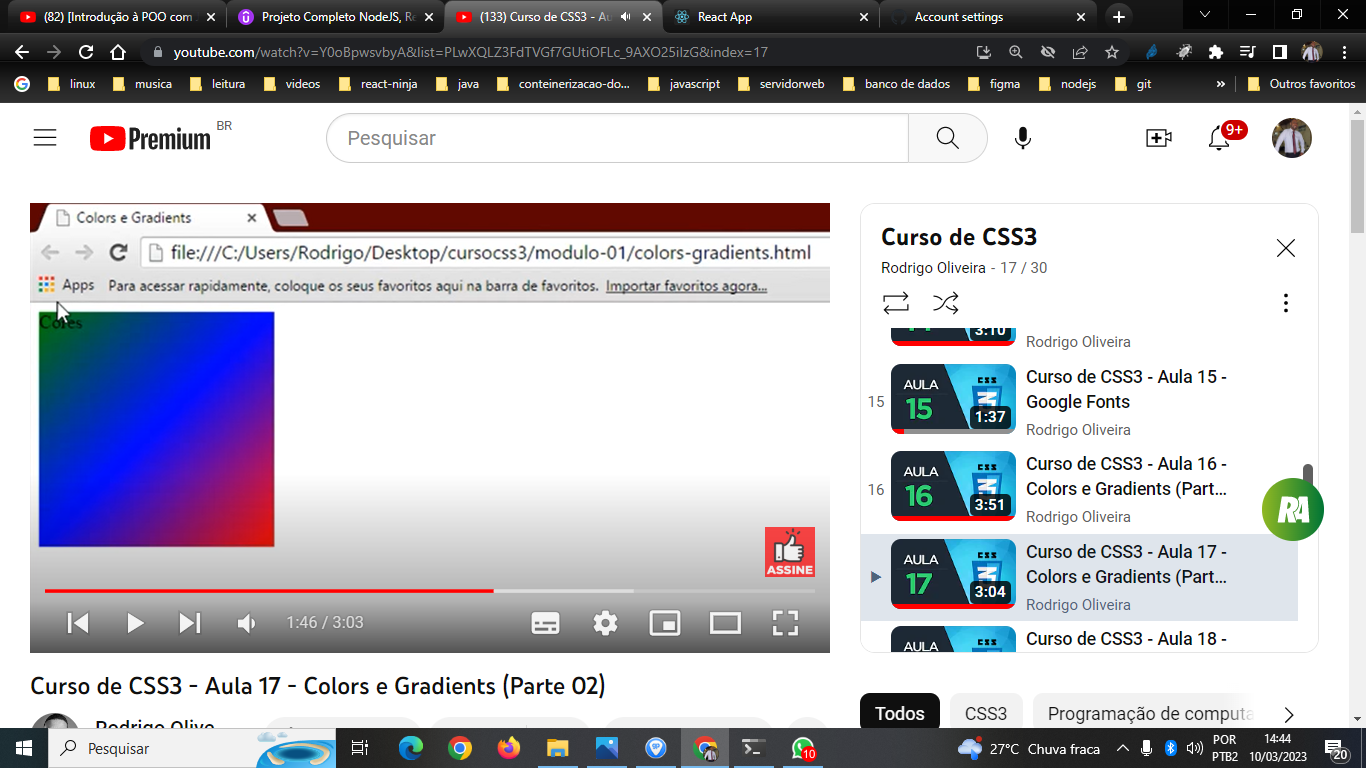 (82) [Introdução à POO com
Projeto Completo NodeJS, Re
(133) Curso de CSS3 - Au
React App
Account settings
youtube.com/watch?v=Y0oBpwsvbyA&list=PLwXQLZ3FdTVGf7GUtiOFLc_9AXO25iIzG&index=17
linux
musica
leitura
videos
react-ninja
java
conteinerizacao-do...
javascript
servidorweb
banco de dados
figma
nodejs
git
»
Outros favoritos
Premium BR
Pesquisar
9+
Colors e Gradients
file:///C:/Users/Rodrigo/Desktop/cursocss3/modulo-01/colors-gradients.html
Apps Para acessar rapidamente, coloque os seus favoritos aqui na barra de favoritos. Importar favoritos agora...
Cores
ASSINE
1:46 / 3:03
Curso de CSS3 - Aula 17 - Colors e Gradients (Parte 02)
Rodrigo Olive
Curso de CSS3
Rodrigo Oliveira - 17 / 30
3:10
Rodrigo Oliveira
15
AULA
15
CSS
1:37
Curso de CSS3 - Aula 15 -
Google Fonts
Rodrigo Oliveira
16
AULA
16
CSS
3:51
Curso de CSS3 - Aula 16 -
Colors e Gradients (Part...
Rodrigo Oliveira
RA
AULA
17
CSS
3:04
Curso de CSS3 - Aula 17 -
Colors e Gradients (Part...
Rodrigo Oliveira
AULA
CSS
Curso de CSS3 - Aula 18 -
Todos
CSS3
Programação de computa
Pesquisar
10
27°C Chuva fraca
POR
PTB2
14:44
10/03/2023
20